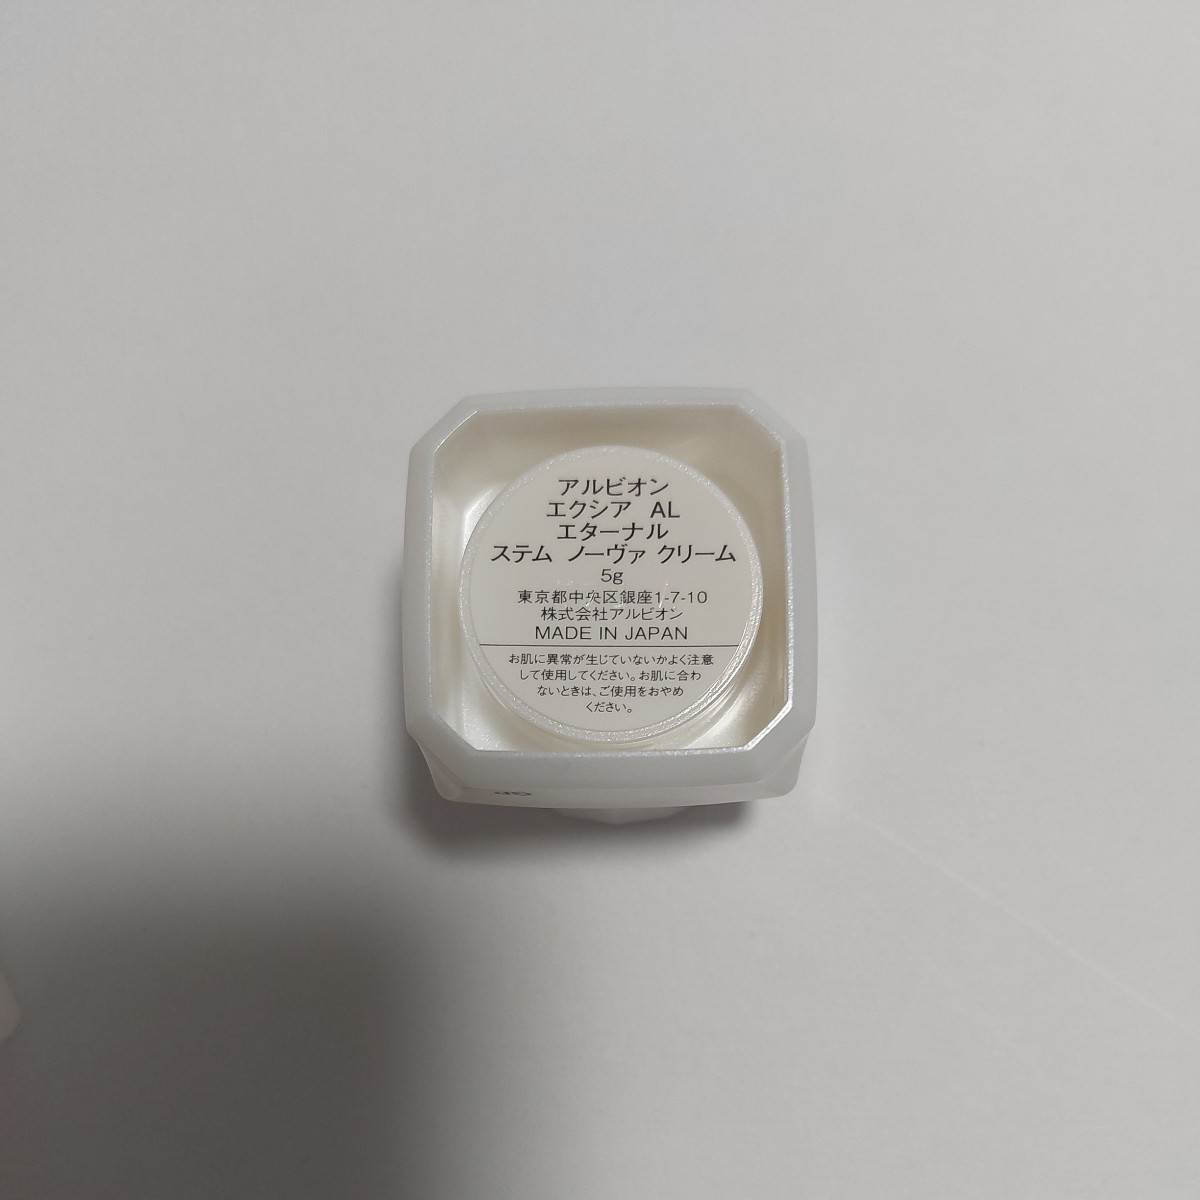 アルビオン
エクシア AL
エターナル
ステム ノーヴァ クリーム
5g
東京都中央区銀座1-7-10
株式会社アルビオン
MADE IN JAPAN
お肌に異常が生じていないかよく注意
して使用してください。お肌に合わ
ないときは、ご使用をおやめ
ください。